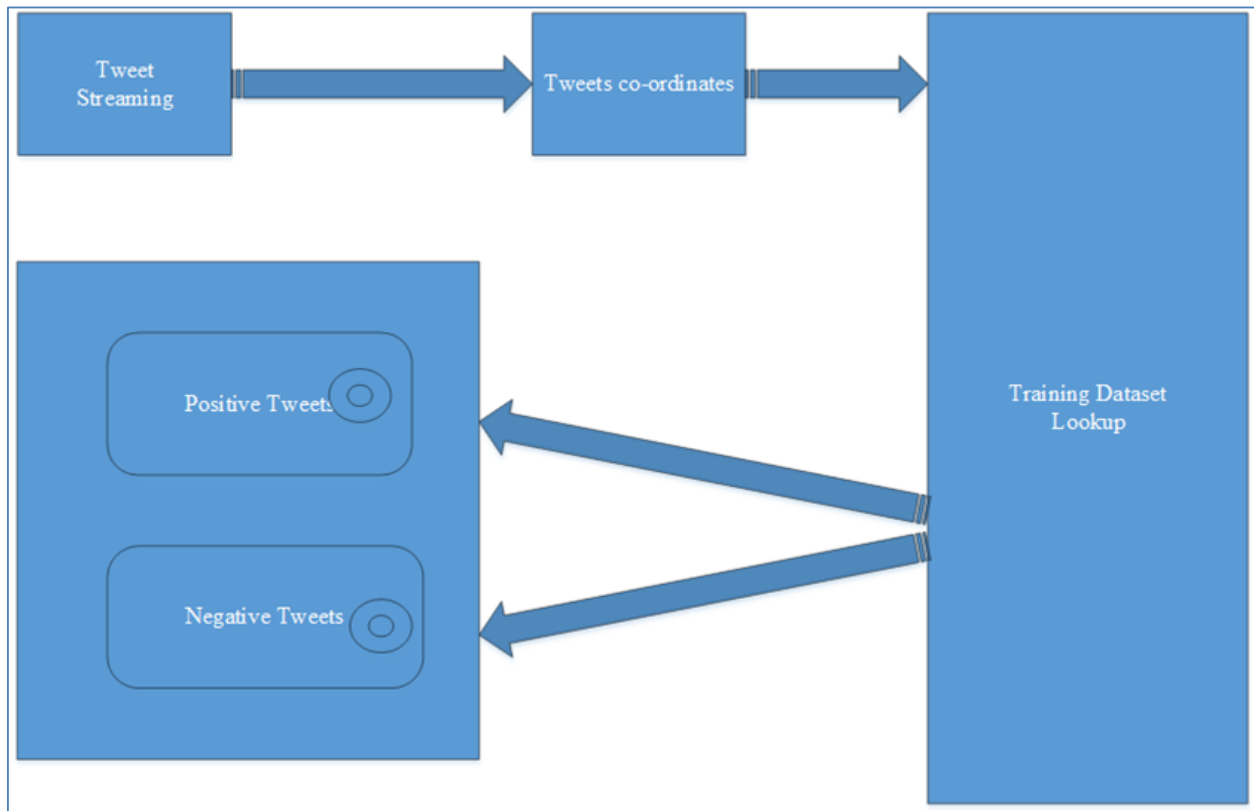 Tweet
Streaming
Tweets co-ordinates
Training Dataset
Lookup
Positive Tweets
Negative Tweets